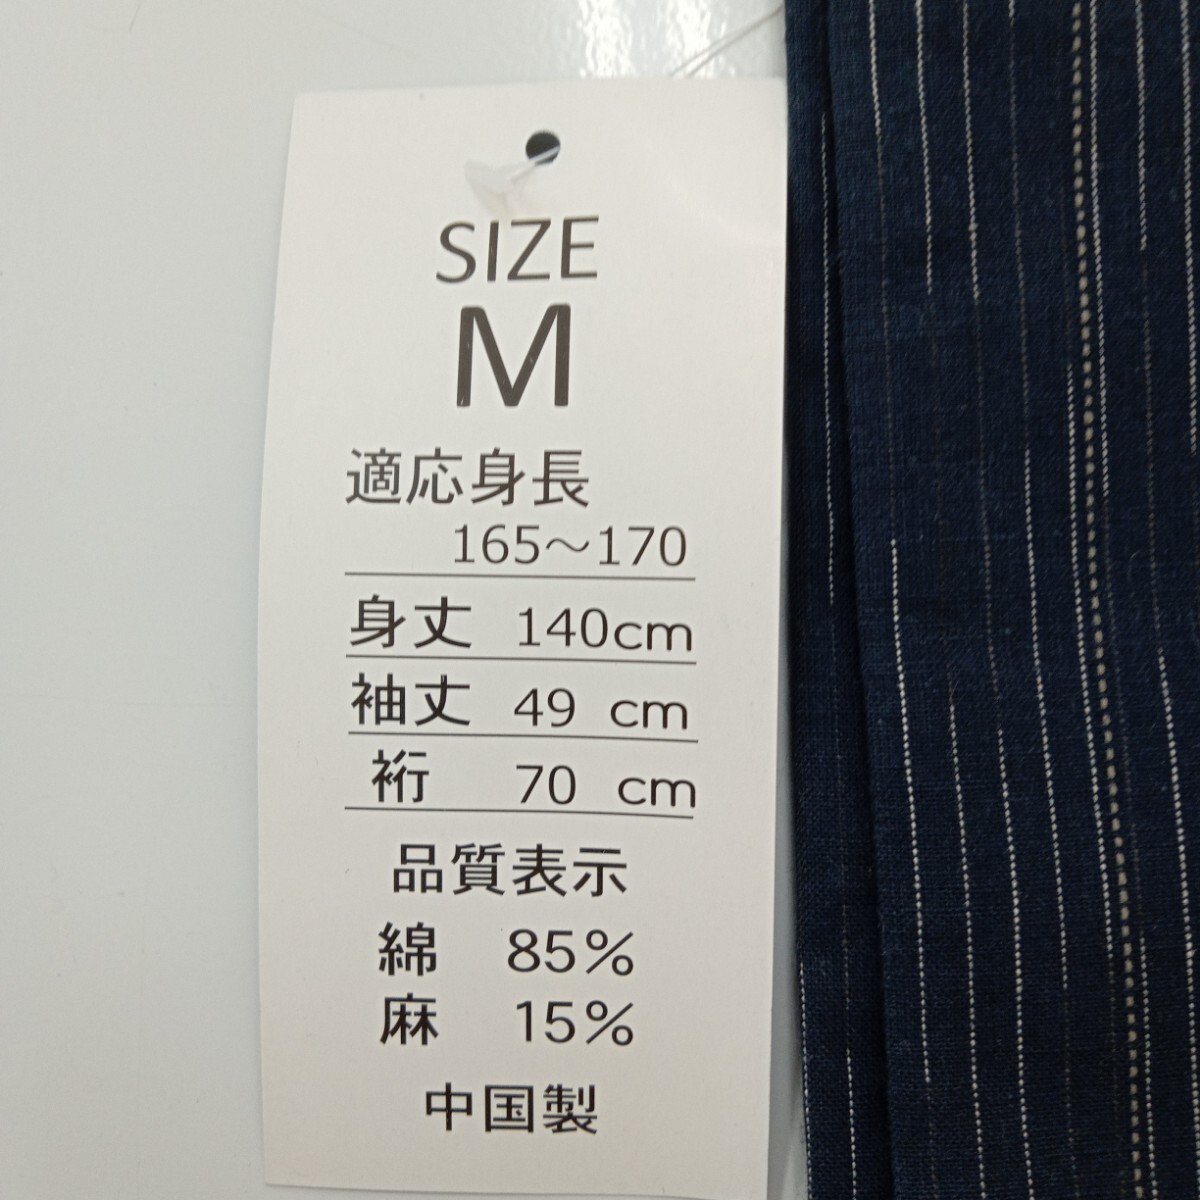 SIZE
M
適応身長
165～170
身丈 140cm
袖丈 49 cm
裄 70 cm
品質表示
綿 85%
麻 15%
中国製